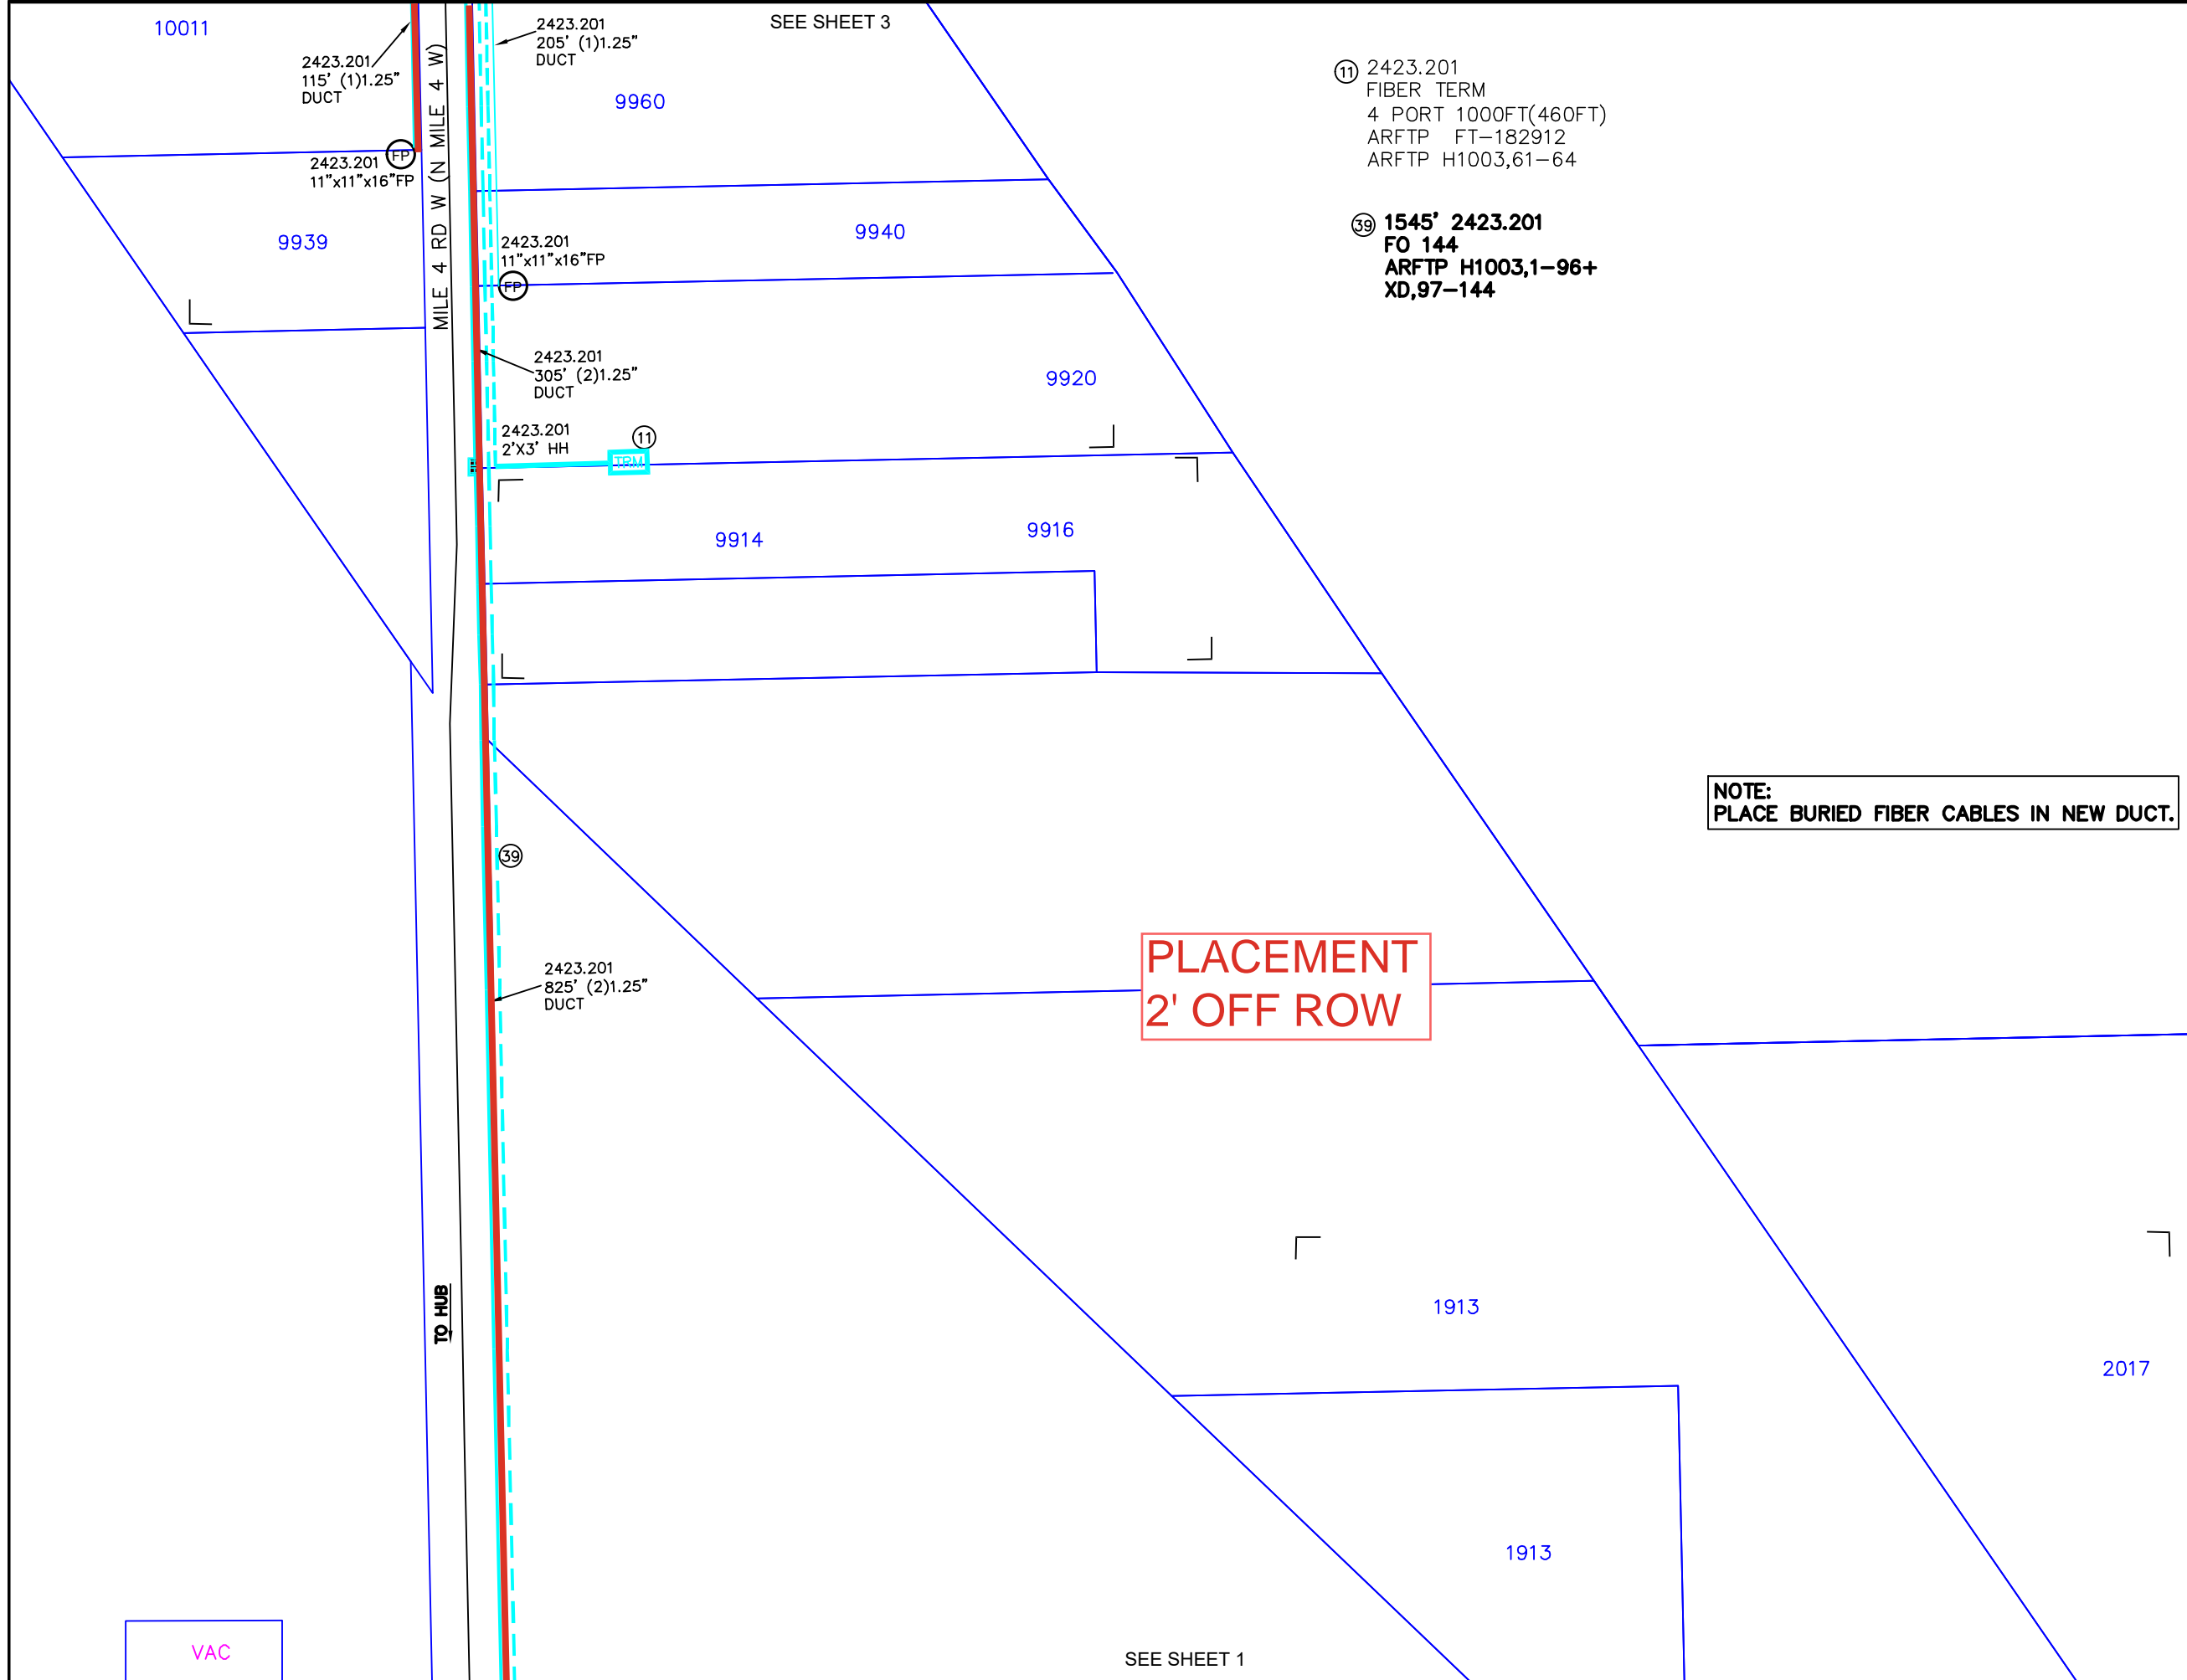 SEE SHEET 3
10011
2423.201
115' (1)1.25"
DUCT
2423.201
205' (1)1.25"
DUCT
9960
MILE 4 RD W (N MILE 4 W)
FP
2423.201
11"x11"x16"FP
9939
9940
2423.201
11"x11"x16"FP
FP
2423.201
305' (2)1.25"
DUCT
9920
2423.201
2'X3' HH
11
TRM
9914
9916
11 2423.201
FIBER TERM
4 PORT 1000FT(460FT)
ARFTP FT-182912
ARFTP H1003,61-64
39 1545' 2423.201
FO 144
ARFTP H1003,1-96+
XD,97-144
NOTE:
PLACE BURIED FIBER CABLES IN NEW DUCT.
39
2423.201
825' (2)1.25"
DUCT
PLACEMENT
2' OFF ROW
TO HUB
1913
2017
1913
VAC
SEE SHEET 1